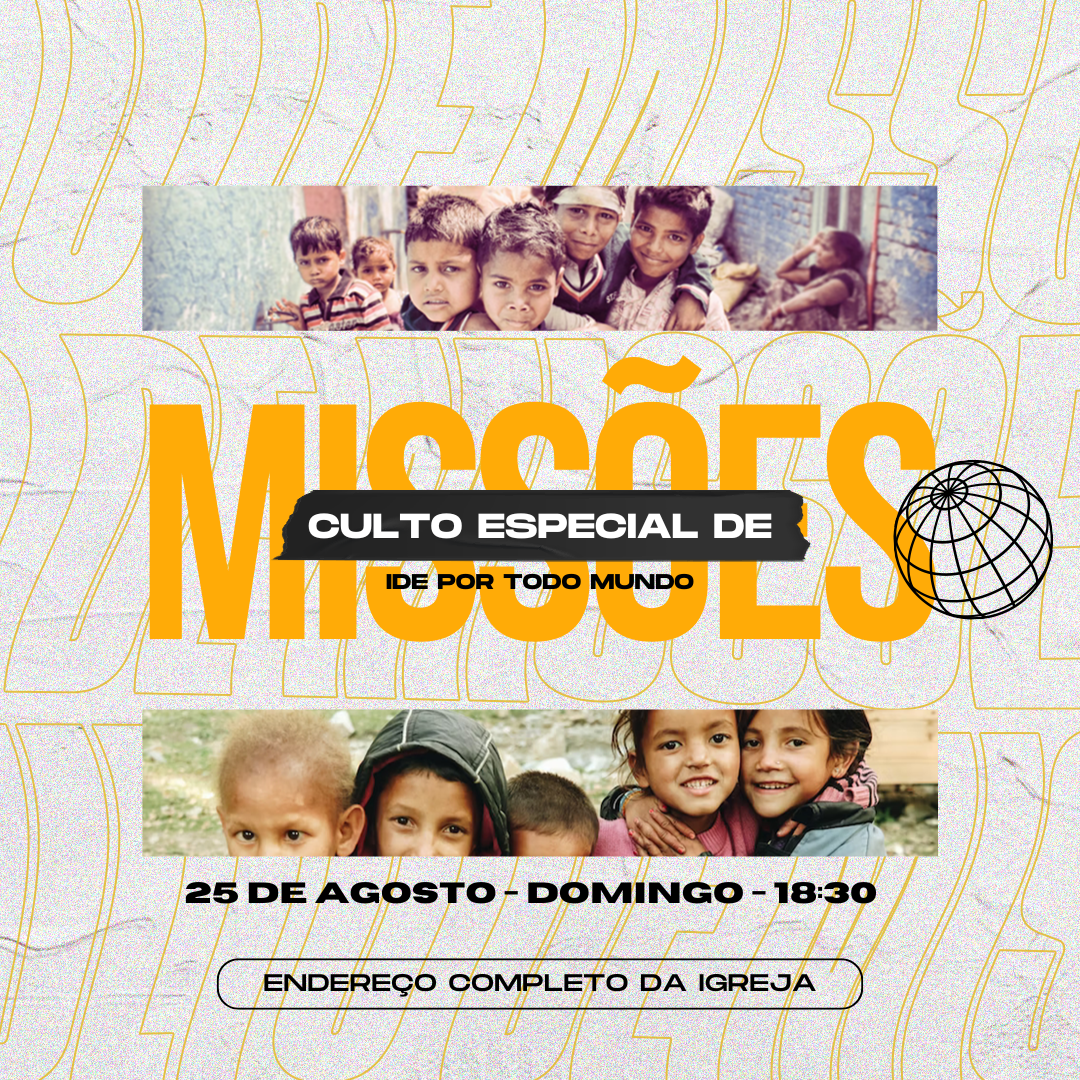 MISSÕES
CULTO ESPECIAL DE
IDE POR TODO MUNDO
25 DE AGOSTO - DOMINGO - 18:30
ENDEREÇO COMPLETO DA IGREJA